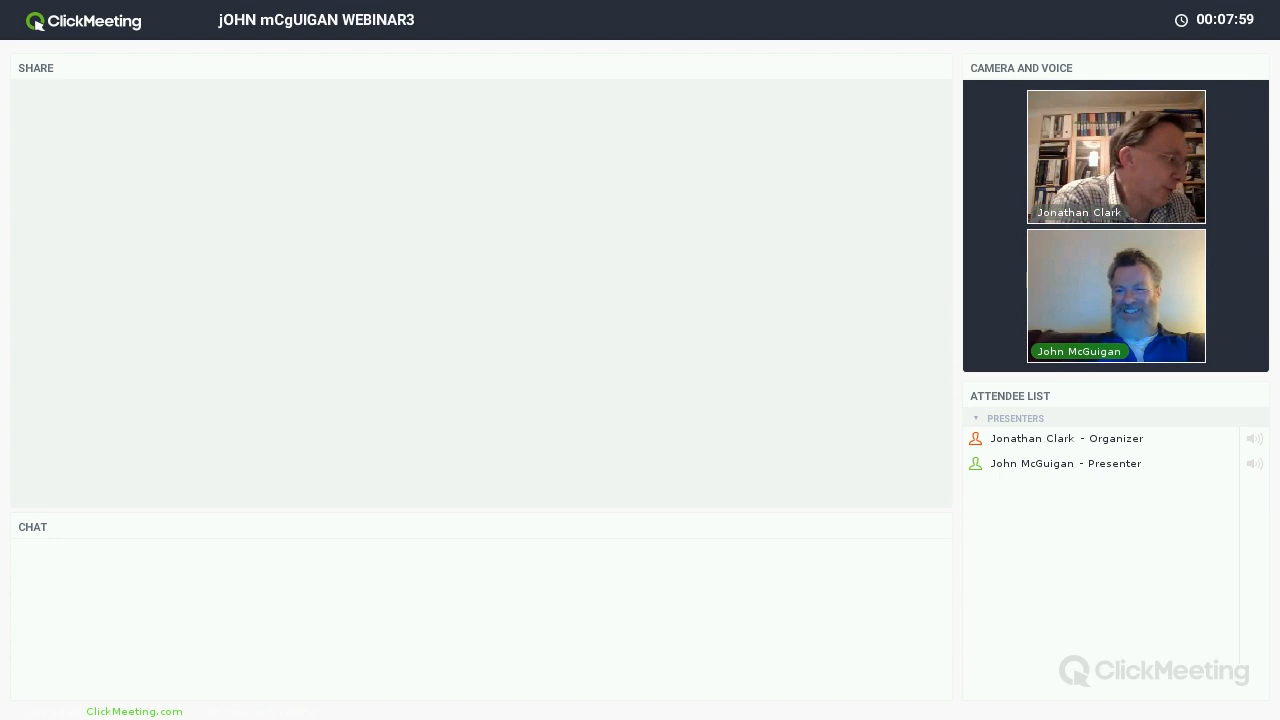 ClickMeeting
jOHN mCgUIGAN WEBINAR3
00:07:59
SHARE
CAMERA AND VOICE
Jonathan Clark
John McGuigan
ATTENDEE LIST
PRESENTERS
Jonathan Clark - Organizer
John McGuigan - Presenter
CHAT
ClickMeeting
ClickMeeting.com